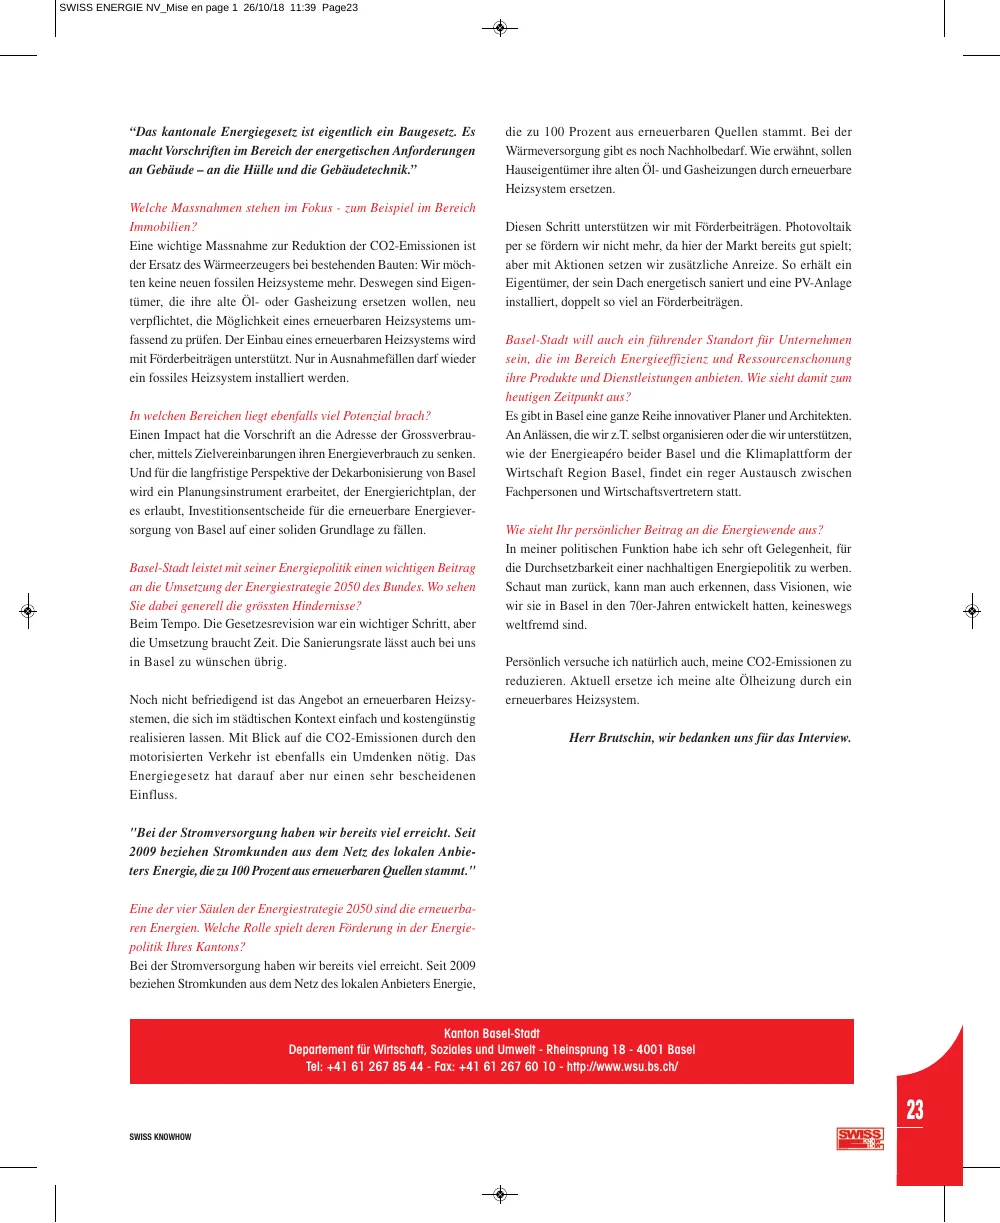 SWISS ENERGIE NV_Mise en page 1 26/10/18 11:39 Page23
“Das kantonale Energiegesetz ist eigentlich ein Baugesetz. Es
macht Vorschriften im Bereich der energetischen Anforderungen
an Gebäude – an die Hülle und die Gebäudetechnik.”
Welche Massnahmen stehen im Fokus - zum Beispiel im Bereich
Immobilien?
Eine wichtige Massnahme zur Reduktion der CO2-Emissionen ist
der Ersatz des Wärmeerzeugers bei bestehenden Bauten: Wir möch-
ten keine neuen fossilen Heizsysteme mehr. Deswegen sind Eigen-
tümer, die ihre alte Öl- oder Gasheizung ersetzen wollen, neu
verpflichtet, die Möglichkeit eines erneuerbaren Heizsystems um-
fassend zu prüfen. Der Einbau eines erneuerbaren Heizsystems wird
mit Förderbeiträgen unterstützt. Nur in Ausnahmefällen darf wieder
ein fossiles Heizsystem installiert werden.
In welchen Bereichen liegt ebenfalls viel Potenzial brach?
Einen Impact hat die Vorschrift an die Adresse der Grossverbrau-
cher, mittels Zielvereinbarungen ihren Energieverbrauch zu senken.
Und für die langfristige Perspektive der Dekarbonisierung von Basel
wird ein Planungsinstrument erarbeitet, der Energierichtplan, der
es erlaubt, Investitionsentscheide für die erneuerbare Energiever-
sorgung von Basel auf einer soliden Grundlage zu fällen.
Basel-Stadt leistet mit seiner Energiepolitik einen wichtigen Beitrag
an die Umsetzung der Energiestrategie 2050 des Bundes. Wo sehen
Sie dabei generell die grössten Hindernisse?
Beim Tempo. Die Gesetzesrevision war ein wichtiger Schritt, aber
die Umsetzung braucht Zeit. Die Sanierungsrate lässt auch bei uns
in Basel zu wünschen übrig.
Noch nicht befriedigend ist das Angebot an erneuerbaren Heizsy-
stemen, die sich im städtischen Kontext einfach und kostengünstig
realisieren lassen. Mit Blick auf die CO2-Emissionen durch den
motorisierten Verkehr ist ebenfalls ein Umdenken nötig. Das
Energiegesetz hat darauf aber nur einen sehr bescheidenen
Einfluss.
"Bei der Stromversorgung haben wir bereits viel erreicht. Seit
2009 beziehen Stromkunden aus dem Netz des lokalen Anbie-
ters Energie, die zu 100 Prozent aus erneuerbaren Quellen stammt."
Eine der vier Säulen der Energiestrategie 2050 sind die erneuerba-
ren Energien. Welche Rolle spielt deren Förderung in der Energie-
politik Ihres Kantons?
Bei der Stromversorgung haben wir bereits viel erreicht. Seit 2009
beziehen Stromkunden aus dem Netz des lokalen Anbieters Energie,
die zu 100 Prozent aus erneuerbaren Quellen stammt. Bei der
Wärmeversorgung gibt es noch Nachholbedarf. Wie erwähnt, sollen
Hauseigentümer ihre alten Öl- und Gasheizungen durch erneuerbare
Heizsystem ersetzen.
Diesen Schritt unterstützen wir mit Förderbeiträgen. Photovoltaik
per se fördern wir nicht mehr, da hier der Markt bereits gut spielt;
aber mit Aktionen setzen wir zusätzliche Anreize. So erhält ein
Eigentümer, der sein Dach energetisch saniert und eine PV-Anlage
installiert, doppelt so viel an Förderbeiträgen.
Basel-Stadt will auch ein führender Standort für Unternehmen
sein, die im Bereich Energieeffizienz und Ressourcenschonung
ihre Produkte und Dienstleistungen anbieten. Wie sieht damit zum
heutigen Zeitpunkt aus?
Es gibt in Basel eine ganze Reihe innovativer Planer und Architekten.
An Anlässen, die wir z.T. selbst organisieren oder die wir unterstützen,
wie der Energieapéro beider Basel und die Klimaplattform der
Wirtschaft Region Basel, findet ein reger Austausch zwischen
Fachpersonen und Wirtschaftsvertretern statt.
Wie sieht Ihr persönlicher Beitrag an die Energiewende aus?
In meiner politischen Funktion habe ich sehr oft Gelegenheit, für
die Durchsetzbarkeit einer nachhaltigen Energiepolitik zu werben.
Schaut man zurück, kann man auch erkennen, dass Visionen, wie
wir sie in Basel in den 70er-Jahren entwickelt hatten, keineswegs
weltfremd sind.
Persönlich versuche ich natürlich auch, meine CO2-Emissionen zu
reduzieren. Aktuell ersetze ich meine alte Ölheizung durch ein
erneuerbares Heizsystem.
Herr Brutschin, wir bedanken uns für das Interview.
Kanton Basel-Stadt
Departement für Wirtschaft, Soziales und Umwelt - Rheinsprung 18 - 4001 Basel
Tel: +41 61 267 85 44 - Fax: +41 61 267 60 10 - http://www.wsu.bs.ch/
23
SWISS KNOWHOW
SWISS